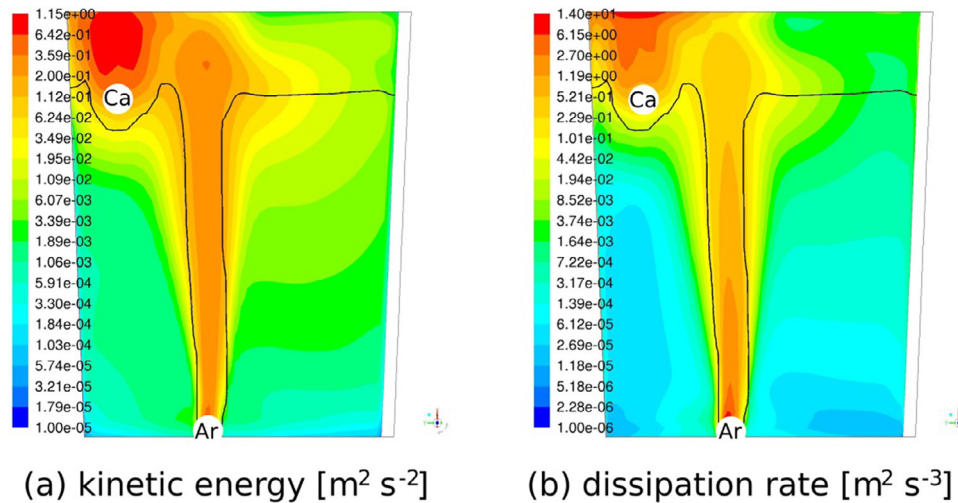 1.15e+00
6.42e-01
3.59e-01
2.00e-01
1.12e-01
6.24e-02
3.48e-02
1.95e-02
1.09e-02
6.07e-03
3.39e-03
1.89e-03
1.06e-03
5.91e-04
3.30e-04
1.84e-04
1.03e-04
5.74e-05
3.21e-05
1.79e-05
1.00e-05
Ca
Ar
(a) kinetic energy [m² s⁻²]
1.40e+01
6.15e+00
2.70e+00
1.19e+00
5.21e-01
2.29e-01
1.01e-01
4.42e-02
1.94e-02
8.52e-03
3.74e-03
1.64e-03
7.22e-04
3.17e-04
1.39e-04
6.12e-05
2.69e-05
1.18e-05
5.18e-06
2.28e-06
1.00e-06
Ca
Ar
(b) dissipation rate [m² s⁻³]